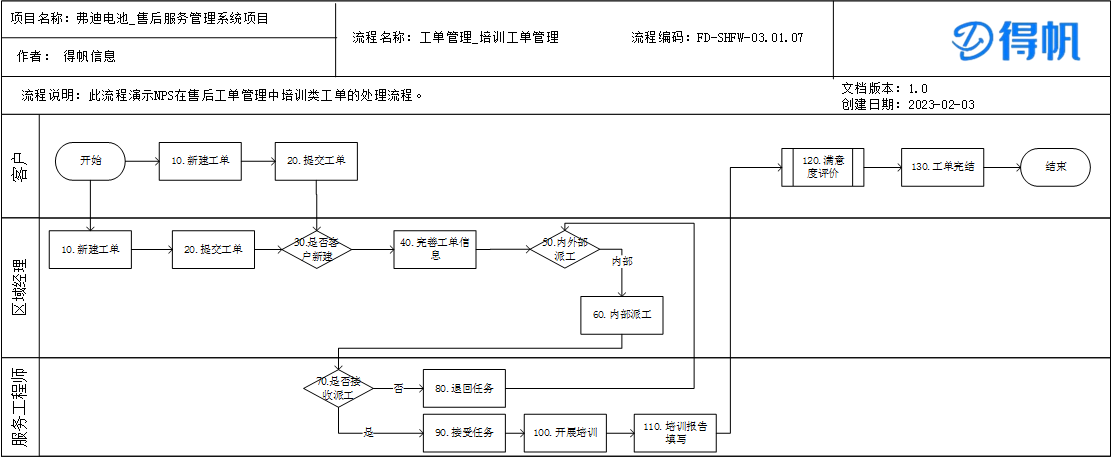 项目名称：弗迪电池_售后服务管理系统项目
作者： 得帆信息
流程名称：工单管理_培训工单管理
流程编码：FD-SHFW-03.01.07
得帆
流程说明：此流程演示NPS在售后工单管理中培训类工单的处理流程。
文档版本：1.0
创建日期：2023-02-03
客户
开始
10.新建工单
20.提交工单
120.满意
度评价
130.工单完结
结束
区域经理
10.新建工单
20.提交工单
30.是否客
户新建
40.完善工单信
息
50.内外部
派工
内部
60.内部派工
服务工程师
70.是否接
收派工
否
80.退回任务
是
90.接受任务
100.开展培训
110.培训报告
填写